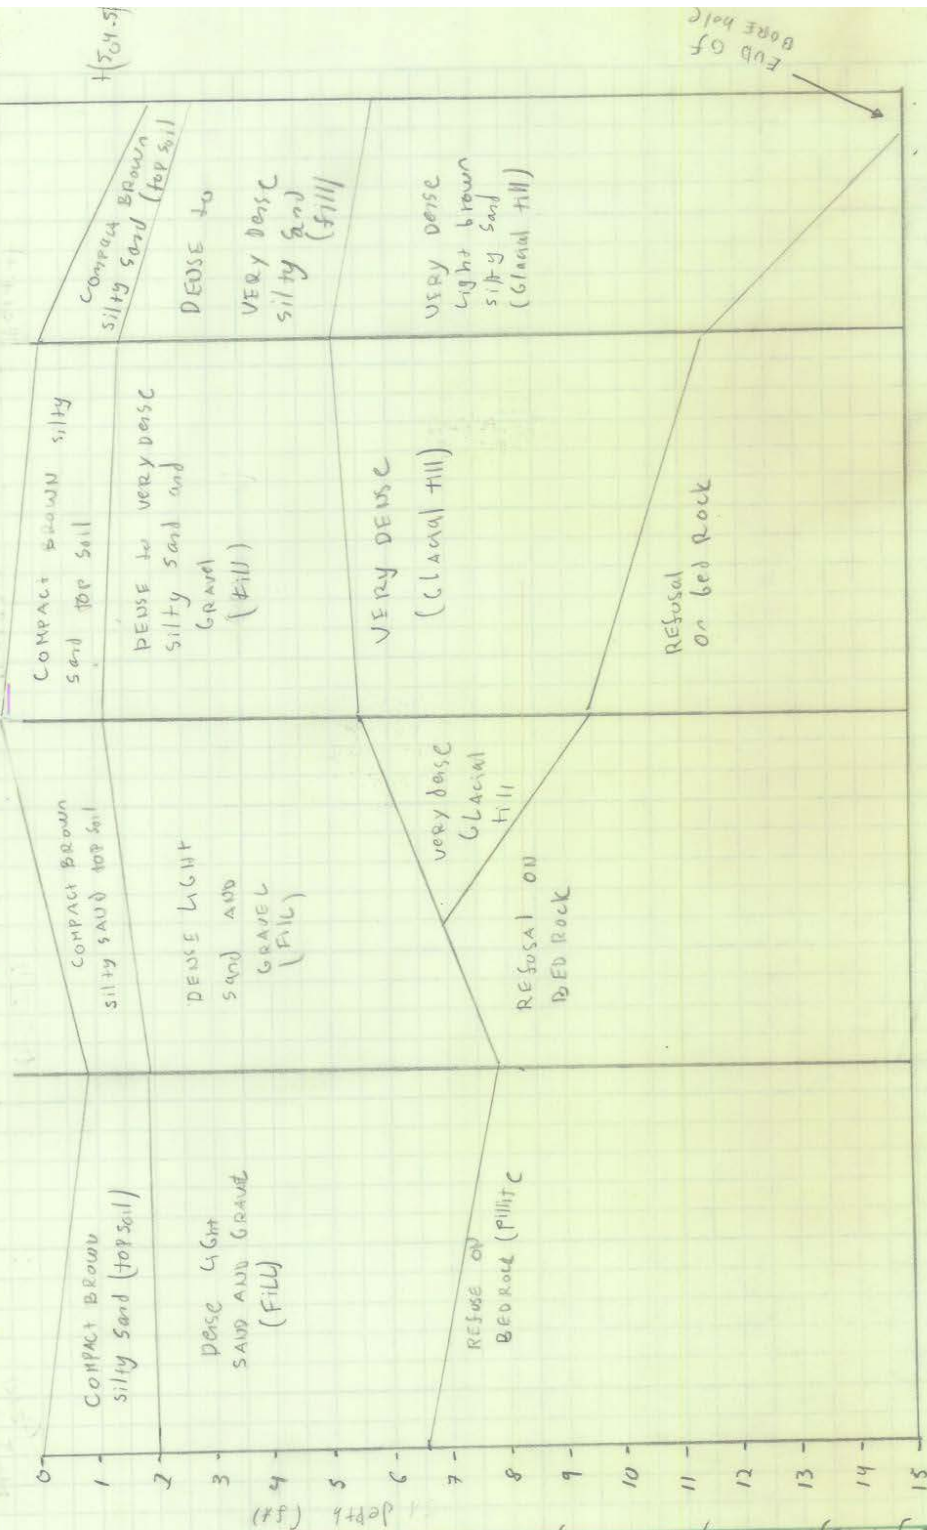 COMPACT BROWN
silty sand (top soil)
Dense light
SAND AND GRAVEL
(FILL)
REFUSE ON
BEDROCK (Pillite
COMPACT BROWN
silty SAND top soil
DENSE LIGHT
Sand AND
GRAVEL
(FILL)
very dense
GLACIAL
till
REFUSAL ON
BEDROCK
COMPACT BROWN silty
sand TOP Soil
DENSE to very Dense
silty sand and
GRAVEL
(Fill)
VERY DENSE
(GLACIAL till)
REFUSAL
on bed ROCK
COMPACT BROWN
silty sand (top soil)
DENSE to
VERY Dense
silty sand
(fill)
VERY DENSE
Light brown
silty sand
(Glacial till)
END OF
BORE hole
depth (ft)
0
1
2
3
4
5
6
7
8
9
10
11
12
13
14
15